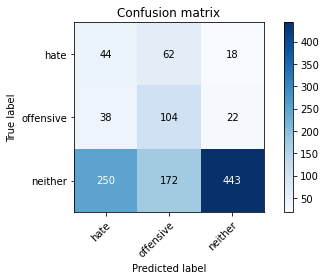 Confusion matrix
hate 44 62 18
offensive 38 104 22
neither 250 172 443
hate offensive neither
True label
Predicted label
400
350
300
250
200
150
100
50